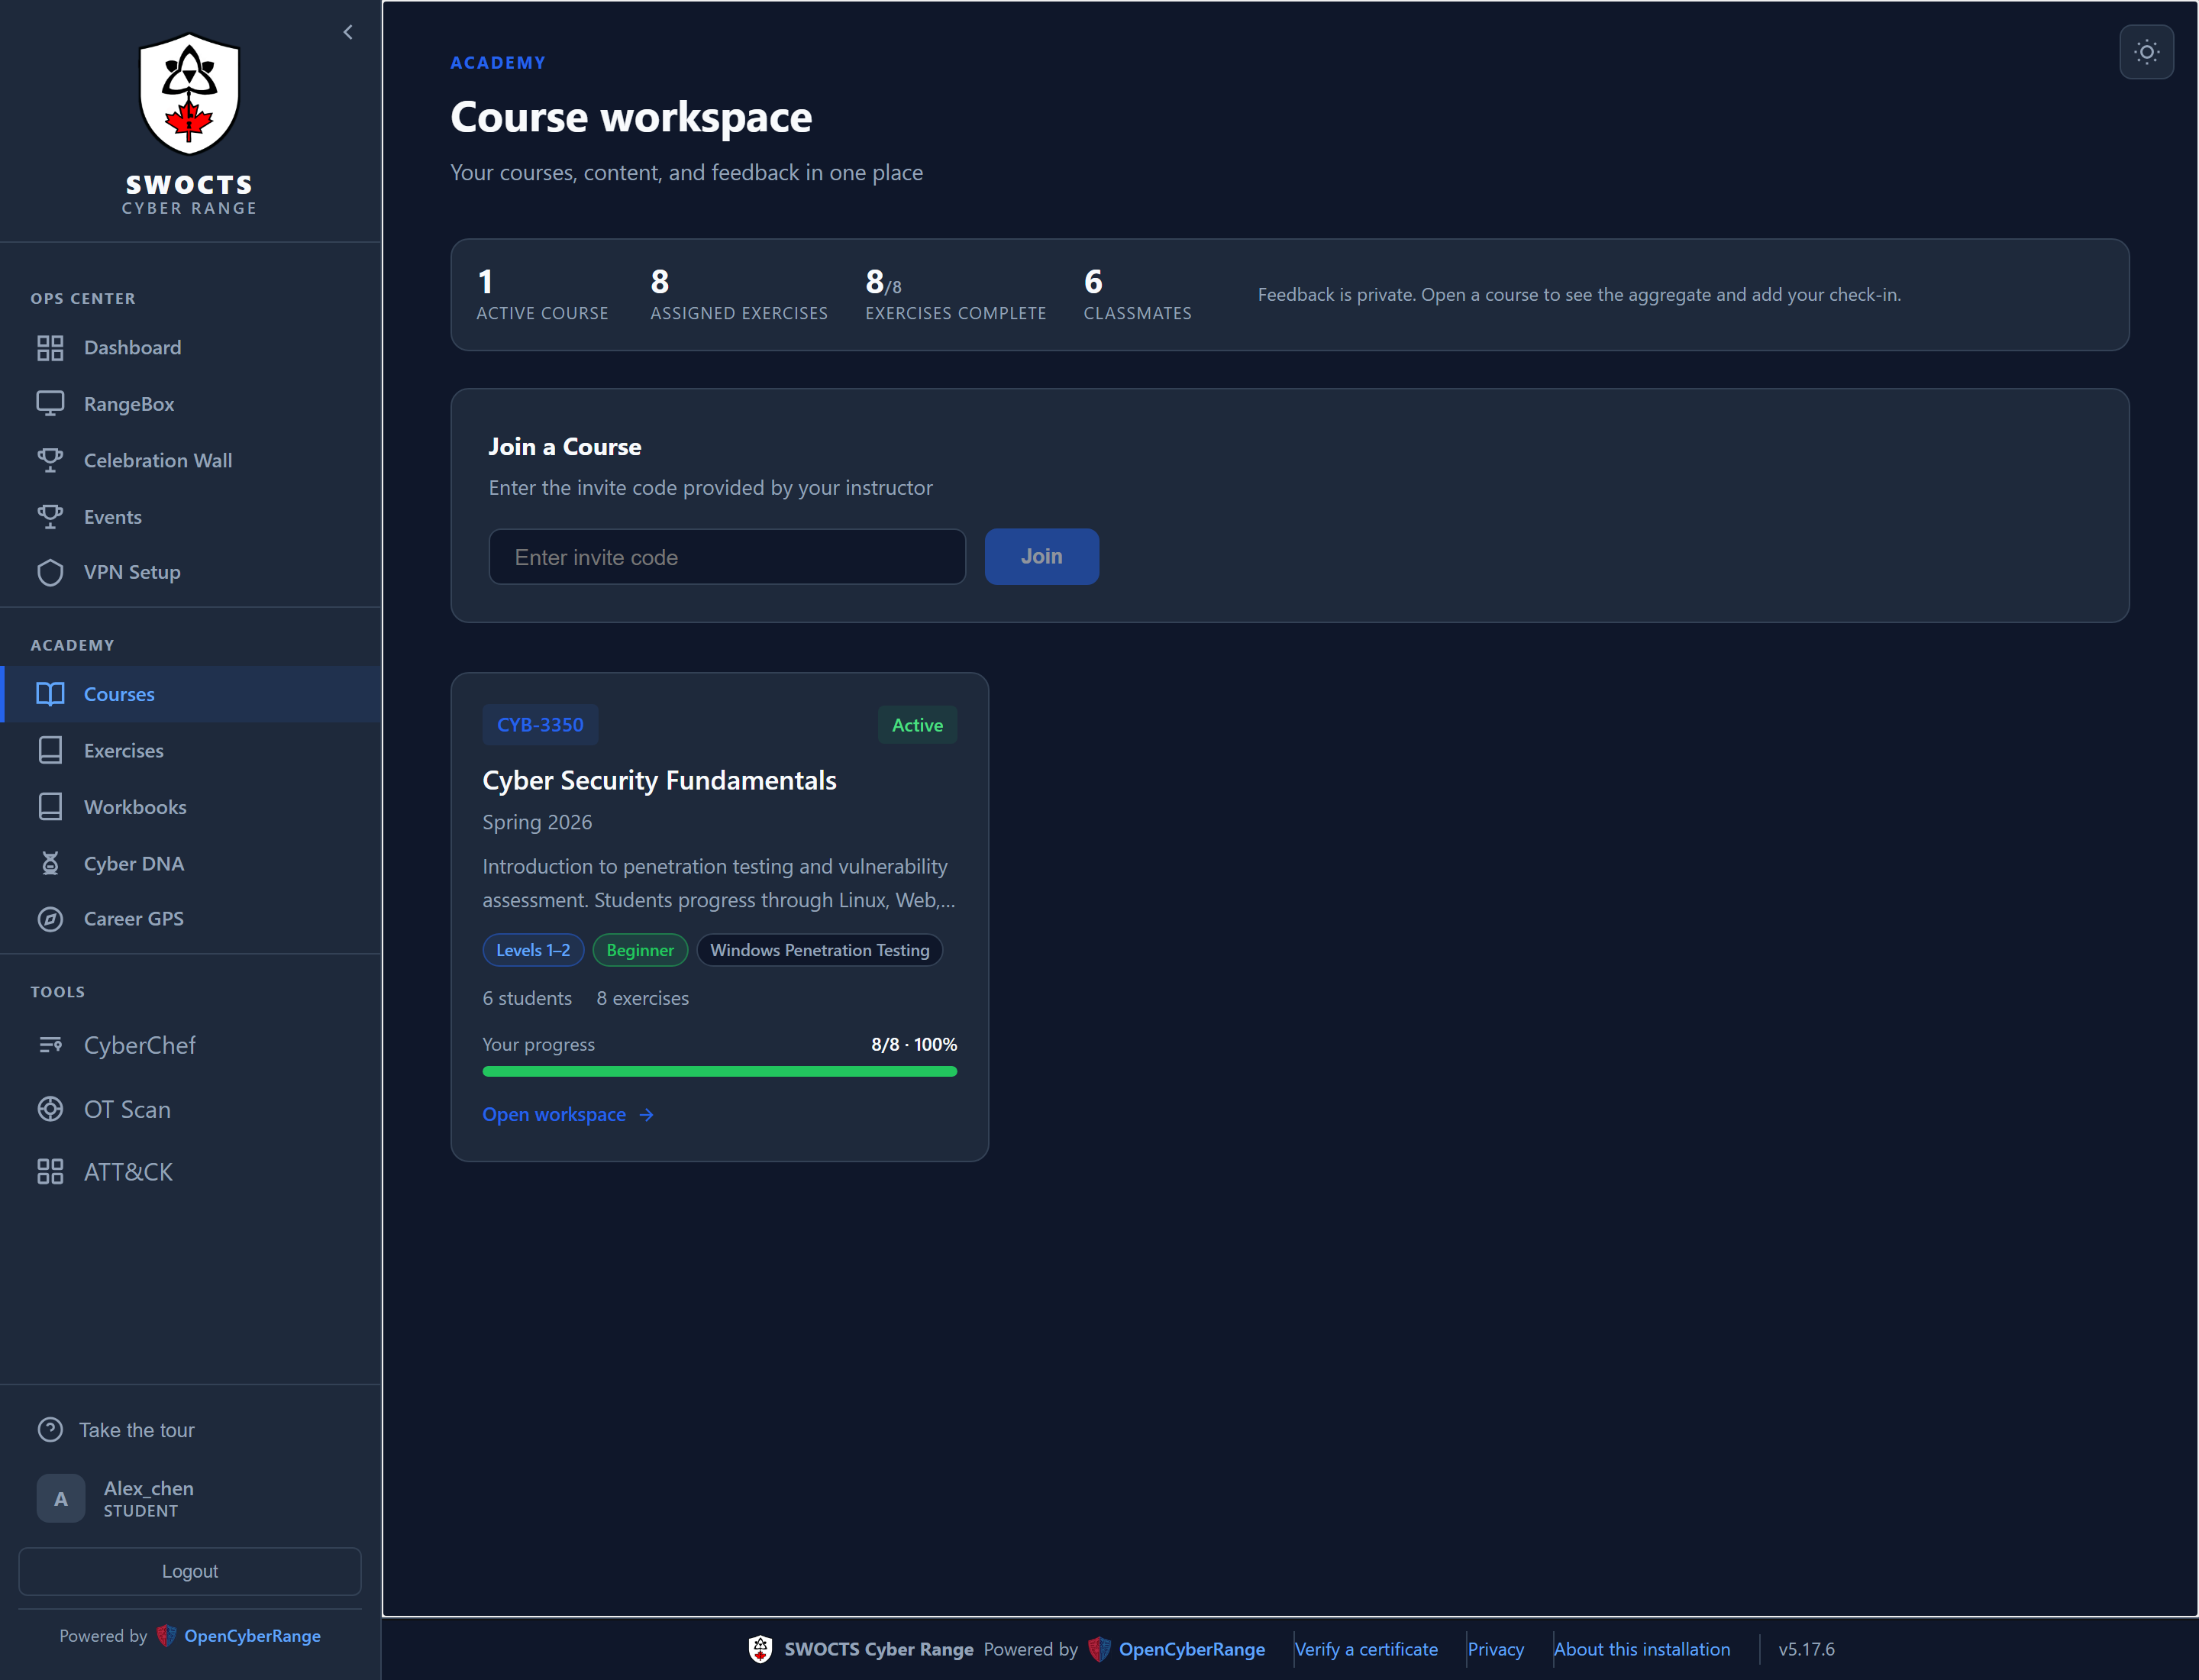 SWOCTS
CYBER RANGE
OPS CENTER
Dashboard
RangeBox
Celebration Wall
Events
VPN Setup
ACADEMY
Courses
Exercises
Workbooks
Cyber DNA
Career GPS
TOOLS
CyberChef
OT Scan
ATT&CK
Take the tour
A
Alex_chen
STUDENT
Logout
Powered by OpenCyberRange
ACADEMY
Course workspace
Your courses, content, and feedback in one place
1
ACTIVE COURSE
8
ASSIGNED EXERCISES
8/8
EXERCISES COMPLETE
6
CLASSMATES
Feedback is private. Open a course to see the aggregate and add your check-in.
Join a Course
Enter the invite code provided by your instructor
Enter invite code
Join
CYB-3350
Active
Cyber Security Fundamentals
Spring 2026
Introduction to penetration testing and vulnerability
assessment. Students progress through Linux, Web,...
Levels 1–2
Beginner
Windows Penetration Testing
6 students 8 exercises
Your progress 8/8 · 100%
Open workspace →
SWOCTS Cyber Range Powered by OpenCyberRange Verify a certificate Privacy About this installation v5.17.6